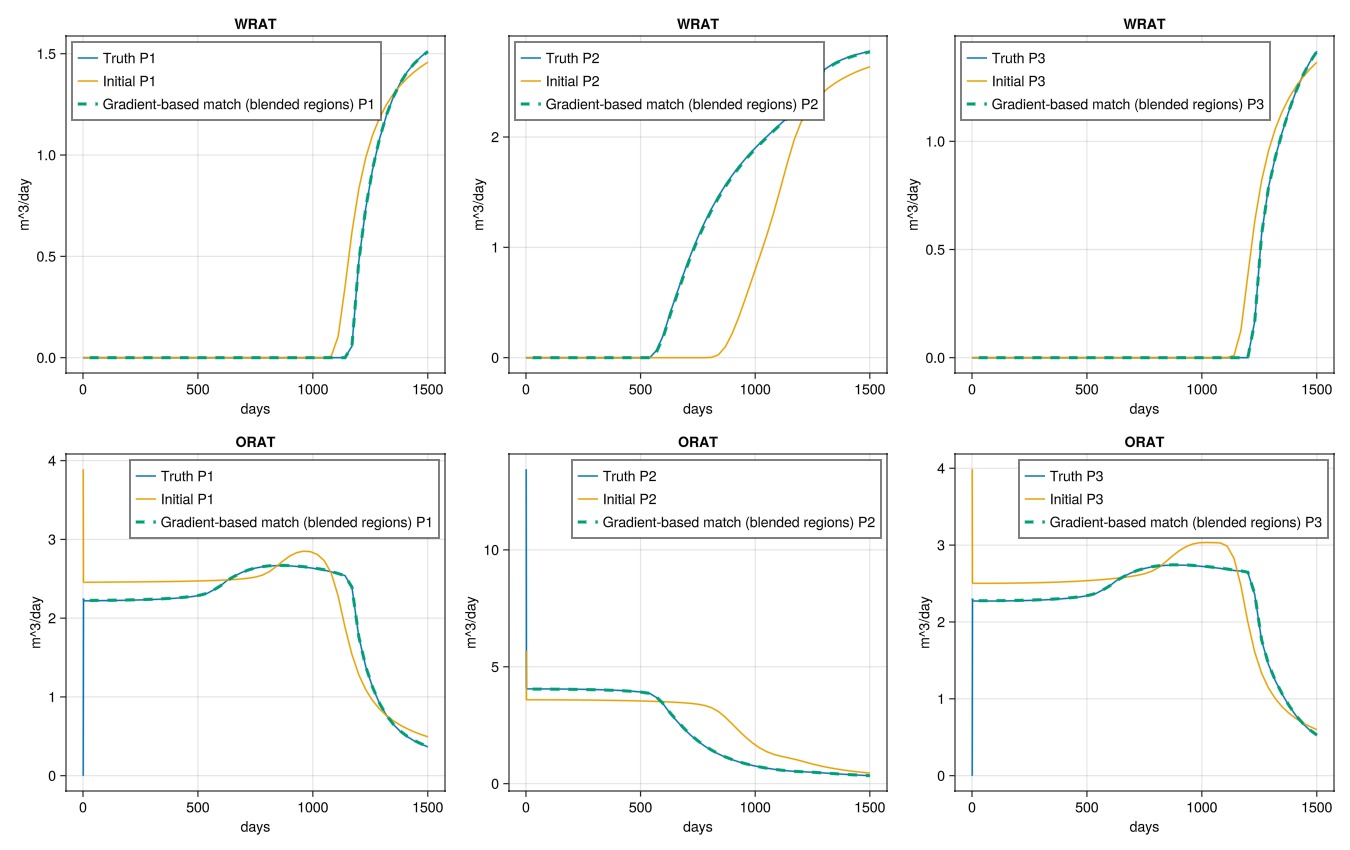 WRAT
Truth P1
Initial P1
Gradient-based match (blended regions) P1
m^3/day
1.5
1.0
0.5
0.0
0 500 1000 1500
days
WRAT
Truth P2
Initial P2
Gradient-based match (blended regions) P2
m^3/day
2
1
0
0 500 1000 1500
days
WRAT
Truth P3
Initial P3
Gradient-based match (blended regions) P3
m^3/day
1.0
0.5
0.0
0 500 1000 1500
days
ORAT
Truth P1
Initial P1
Gradient-based match (blended regions) P1
m^3/day
4
3
2
1
0
0 500 1000 1500
days
ORAT
Truth P2
Initial P2
Gradient-based match (blended regions) P2
m^3/day
10
5
0
0 500 1000 1500
days
ORAT
Truth P3
Initial P3
Gradient-based match (blended regions) P3
m^3/day
4
3
2
1
0
0 500 1000 1500
days